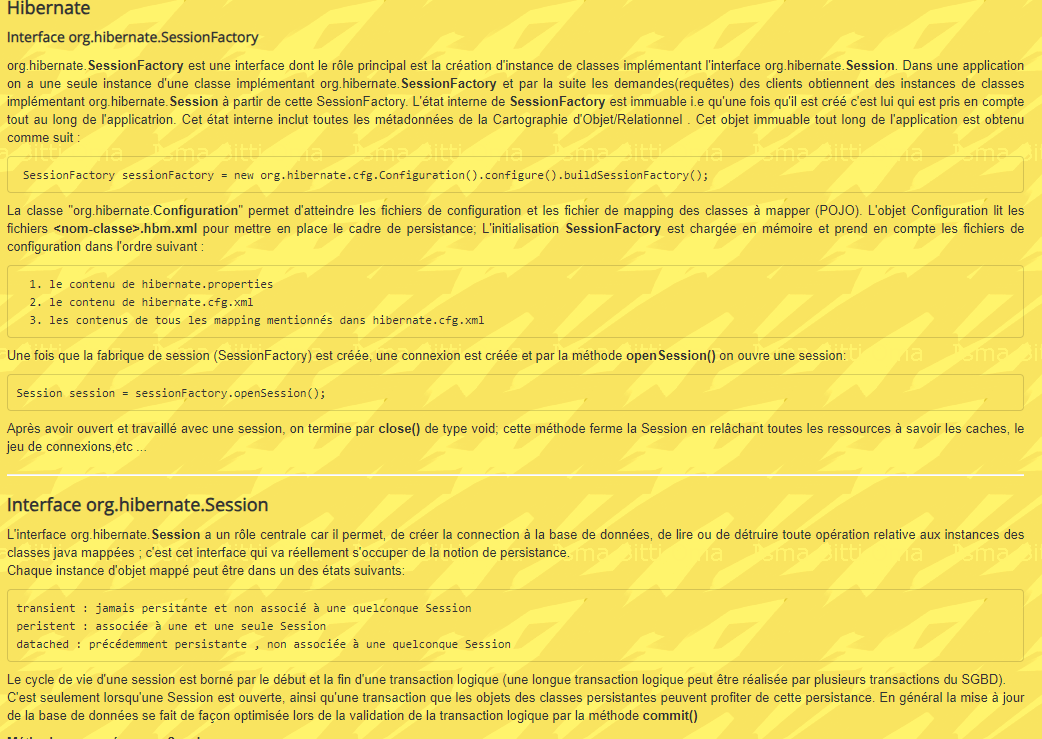 Hibernate
Interface org.hibernate.SessionFactory
org.hibernate.SessionFactory est une interface dont le rôle principal est la création d'instance de classes implémentant l'interface org.hibernate.Session. Dans une application
on a une seule instance d'une classe implémentant org.hibernate.SessionFactory et par la suite les demandes(requêtes) des clients obtiennent des instances de classes
implémentant org.hibernate.Session à partir de cette SessionFactory. L'état interne de SessionFactory est immuable i.e qu'une fois qu'il est créé c'est lui qui est pris en compte
tout au long de l'applicatrion. Cet état interne inclut toutes les métadonnées de la Cartographie d'Objet/Relationnel . Cet objet immuable tout long de l'application est obtenu
comme suit :
SessionFactory sessionFactory = new org.hibernate.cfg.Configuration().configure().buildSessionFactory();
La classe "org.hibernate.Configuration" permet d'atteindre les fichiers de configuration et les fichier de mapping des classes à mapper (POJO). L'objet Configuration lit les
fichiers <nom-classe>.hbm.xml pour mettre en place le cadre de persistance; L'initialisation SessionFactory est chargée en mémoire et prend en compte les fichiers de
configuration dans l'ordre suivant :
1. le contenu de hibernate.properties
2. le contenu de hibernate.cfg.xml
3. les contenus de tous les mapping mentionnés dans hibernate.cfg.xml
Une fois que la fabrique de session (SessionFactory) est créée, une connexion est créée et par la méthode openSession() on ouvre une session:
Session session = sessionFactory.openSession();
Après avoir ouvert et travaillé avec une session, on termine par close() de type void; cette méthode ferme la Session en relâchant toutes les ressources à savoir les caches, le
jeu de connexions,etc ...
Interface org.hibernate.Session
L'interface org.hibernate.Session a un rôle centrale car il permet, de créer la connection à la base de données, de lire ou de détruire toute opération relative aux instances des
classes java mappées ; c'est cet interface qui va réellement s'occuper de la notion de persistance.
Chaque instance d'objet mappé peut être dans un des états suivants:
transient : jamais persitante et non associé à une quelconque Session
peristent : associée à une et une seule Session
datached : précédemment persistante , non associée à une quelconque Session
Le cycle de vie d'une session est borné par le début et la fin d'une transaction logique (une longue transaction logique peut être réalisée par plusieurs transactions du SGBD).
C'est seulement lorsqu'une Session est ouverte, ainsi qu'une transaction que les objets des classes persistantes peuvent profiter de cette persistance. En général la mise à jour
de la base de données se fait de façon optimisée lors de la validation de la transaction logique par la méthode commit()